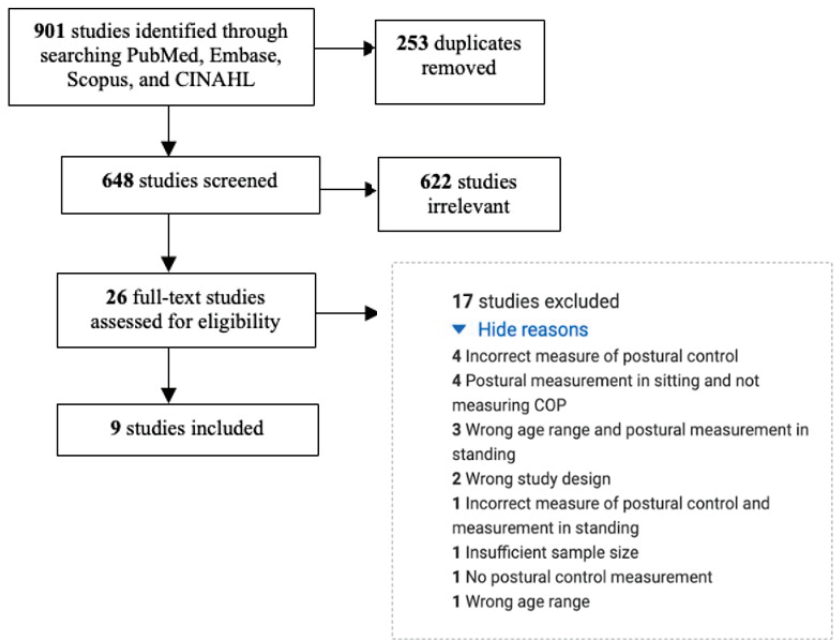 901 studies identified through
searching PubMed, Embase,
Scopus, and CINAHL
253 duplicates
removed
648 studies screened
622 studies
irrelevant
26 full-text studies
assessed for eligibility
17 studies excluded
Hide reasons
4 Incorrect measure of postural control
4 Postural measurement in sitting and not
measuring COP
3 Wrong age range and postural measurement in
standing
2 Wrong study design
1 Incorrect measure of postural control and
measurement in standing
1 Insufficient sample size
1 No postural control measurement
1 Wrong age range
9 studies included